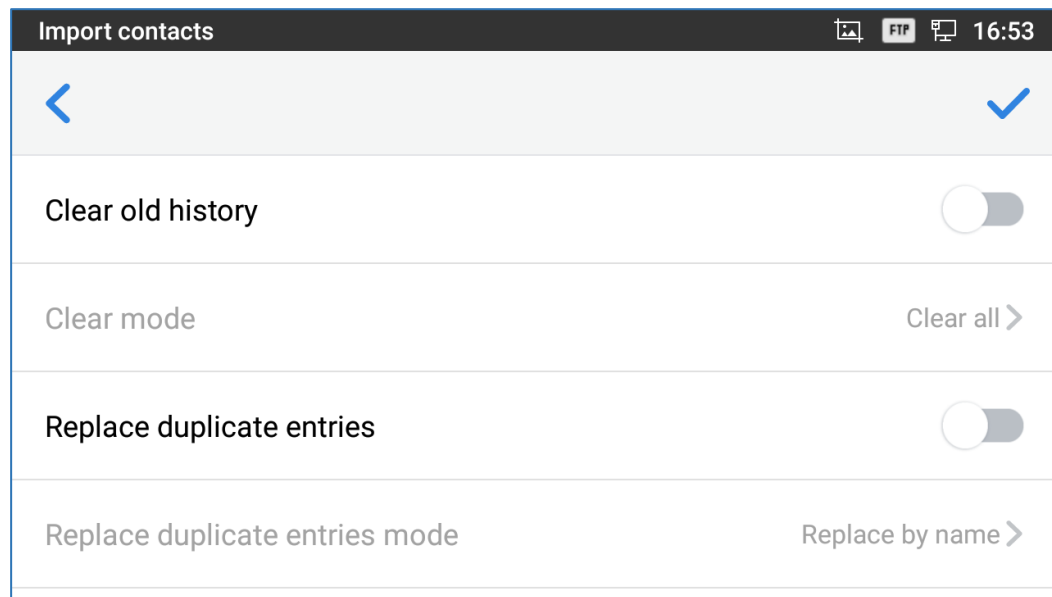 Import contacts
FTP 16:53
Clear old history
Clear mode
Clear all
Replace duplicate entries
Replace duplicate entries mode
Replace by name